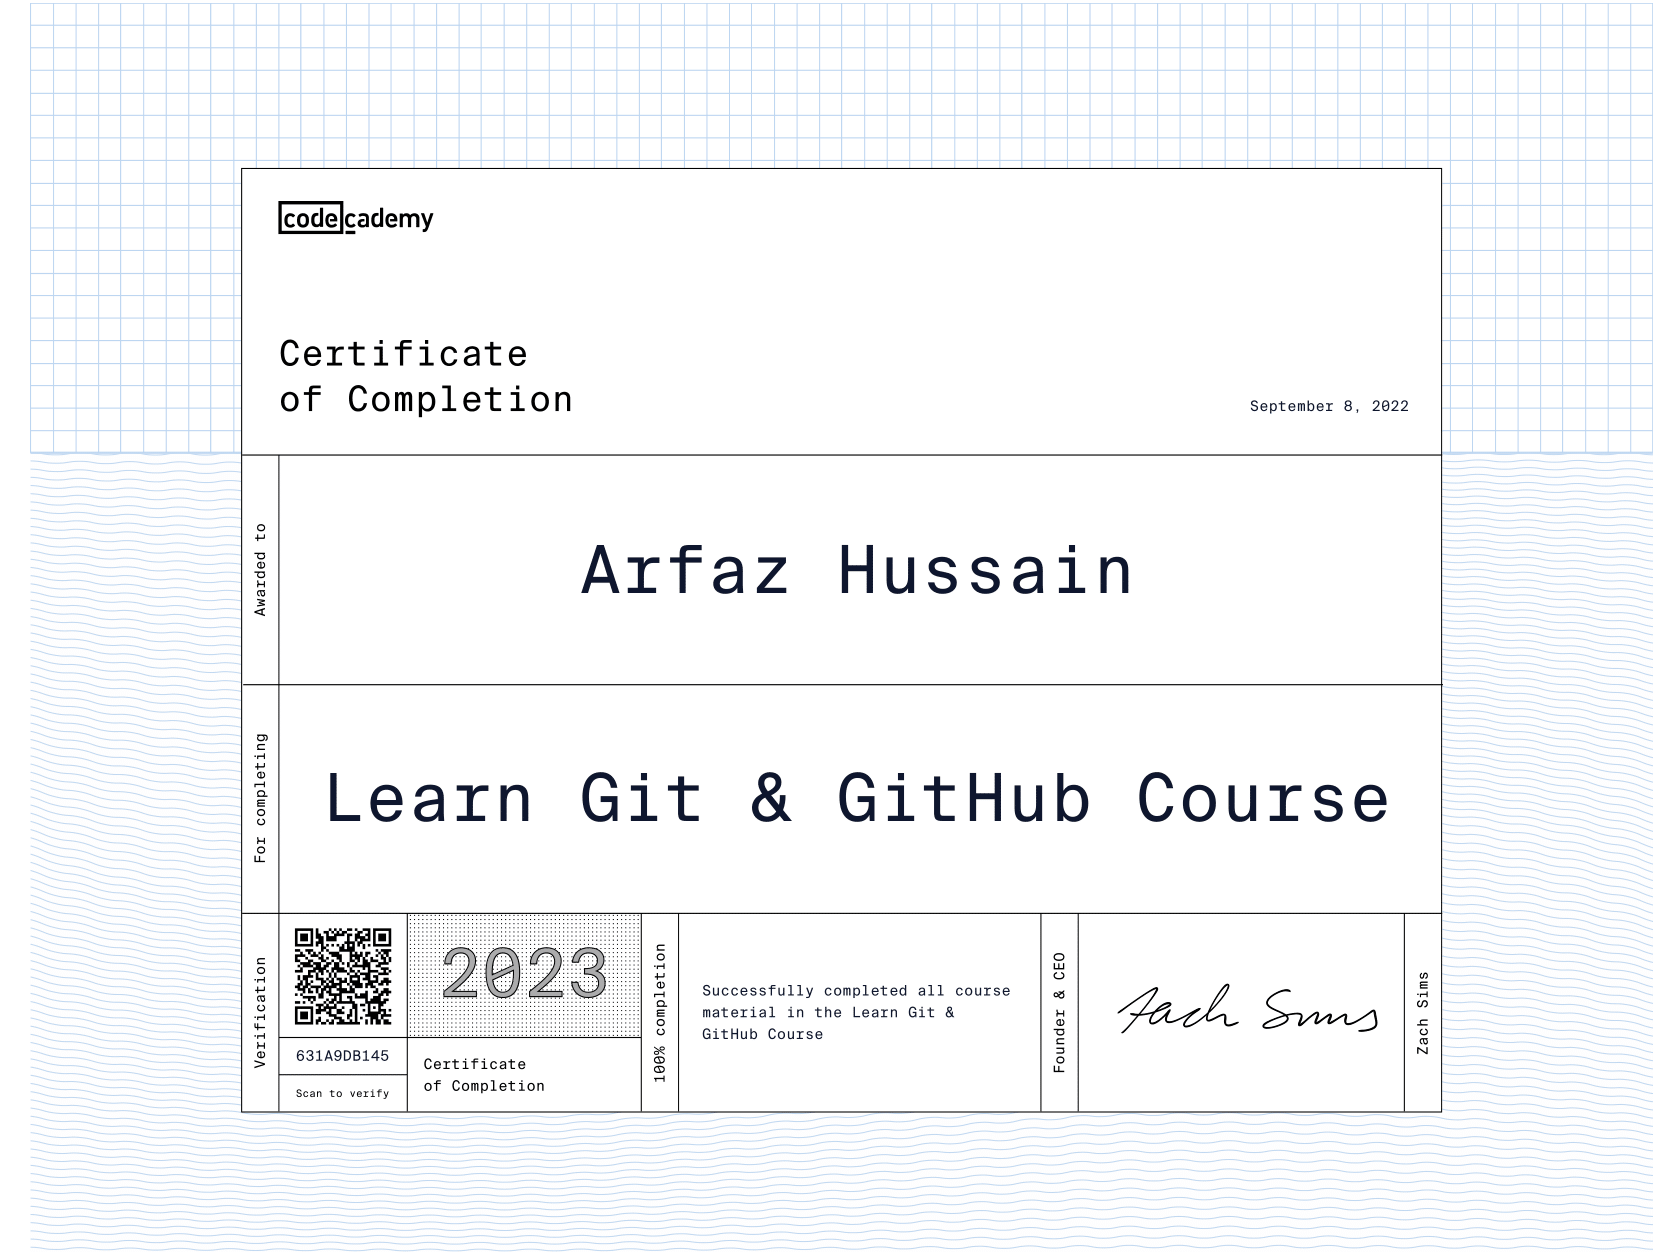 codecademy
Certificate
of Completion
September 8, 2022
Awarded to
Arfaz Hussain
For completing
Learn Git & GitHub Course
Verification
631A9DB145
Scan to verify
2023
Certificate
of Completion
100% completion
Successfully completed all course
material in the Learn Git &
GitHub Course
Founder & CEO
Zach Sims
Zach Sims